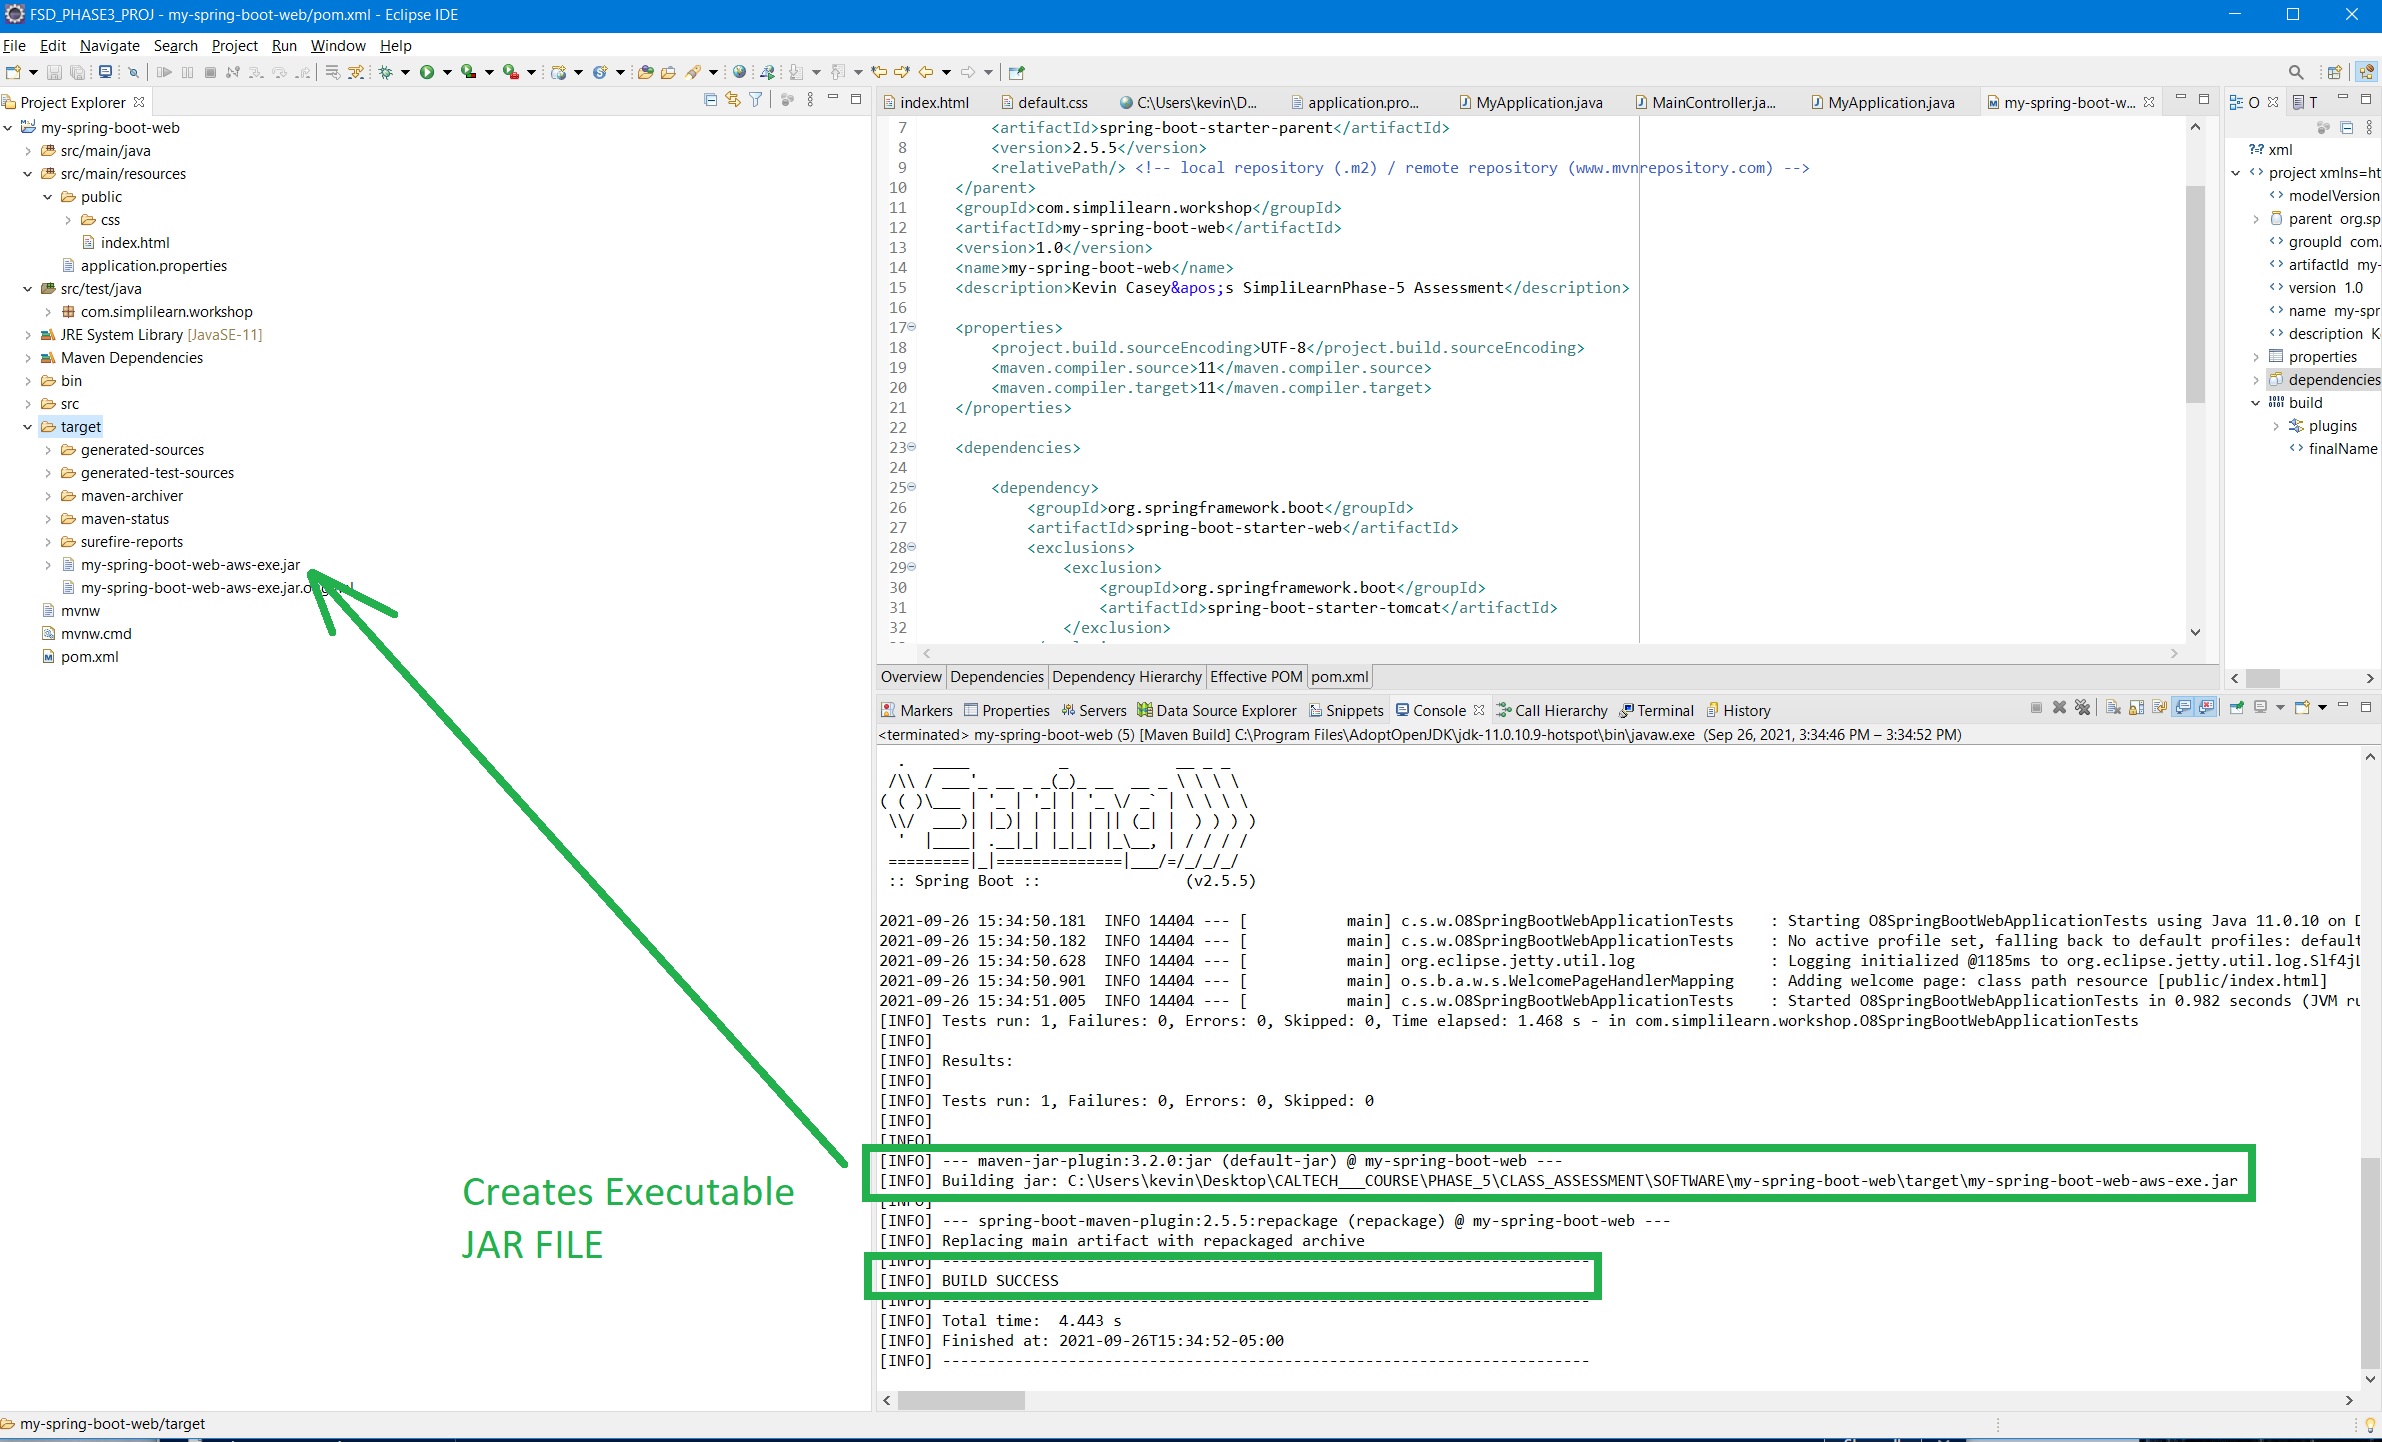 FSD_PHASE3_PROJ - my-spring-boot-web/pom.xml - Eclipse IDE
File Edit Navigate Search Project Run Window Help
Project Explorer
my-spring-boot-web
src/main/java
src/main/resources
public
css
index.html
application.properties
src/test/java
com.simplilearn.workshop
JRE System Library [JavaSE-11]
Maven Dependencies
bin
src
target
generated-sources
generated-test-sources
maven-archiver
maven-status
surefire-reports
my-spring-boot-web-aws-exe.jar
my-spring-boot-web-aws-exe.jar.
mvnw
mvnw.cmd
pom.xml
index.html default.css C:\Users\kevin\D... application.pro... MyApplication.java MainController.ja... MyApplication.java my-spring-boot-w...
7 <artifactId>spring-boot-starter-parent</artifactId>
8 <version>2.5.5</version>
9 <relativePath/> <!-- local repository (.m2) / remote repository (www.mvnrepository.com) -->
10 </parent>
11 <groupId>com.simplilearn.workshop</groupId>
12 <artifactId>my-spring-boot-web</artifactId>
13 <version>1.0</version>
14 <name>my-spring-boot-web</name>
15 <description>Kevin Casey&apos;s SimpliLearnPhase-5 Assessment</description>
16
17 <properties>
18 <project.build.sourceEncoding>UTF-8</project.build.sourceEncoding>
19 <maven.compiler.source>11</maven.compiler.source>
20 <maven.compiler.target>11</maven.compiler.target>
21 </properties>
22
23 <dependencies>
24
25 <dependency>
26 <groupId>org.springframework.boot</groupId>
27 <artifactId>spring-boot-starter-web</artifactId>
28 <exclusions>
29 <exclusion>
30 <groupId>org.springframework.boot</groupId>
31 <artifactId>spring-boot-starter-tomcat</artifactId>
32 </exclusion>
Overview Dependencies Dependency Hierarchy Effective POM pom.xml
O T
xml
project xmlns=ht
modelVersion
parent org.sp
groupId com.
artifactId my-
version 1.0
name my-spr
description K
properties
dependencies
build
plugins
finalName
Markers Properties Servers Data Source Explorer Snippets Console Call Hierarchy Terminal History
<terminated> my-spring-boot-web (5) [Maven Build] C:\Program Files\AdoptOpenJDK\jdk-11.0.10.9-hotspot\bin\javaw.exe (Sep 26, 2021, 3:34:46 PM – 3:34:52 PM)
Spring
:: Spring Boot :: (v2.5.5)
2021-09-26 15:34:50.181 INFO 14404 --- [ main] c.s.w.O8SpringBootWebApplicationTests : Starting O8SpringBootWebApplicationTests using Java 11.0.10 on D
2021-09-26 15:34:50.182 INFO 14404 --- [ main] c.s.w.O8SpringBootWebApplicationTests : No active profile set, falling back to default profiles: default
2021-09-26 15:34:50.628 INFO 14404 --- [ main] org.eclipse.jetty.util.log : Logging initialized @1185ms to org.eclipse.jetty.util.log.Slf4jL
2021-09-26 15:34:50.901 INFO 14404 --- [ main] o.s.b.a.w.s.WelcomePageHandlerMapping : Adding welcome page: class path resource [public/index.html]
2021-09-26 15:34:51.005 INFO 14404 --- [ main] c.s.w.O8SpringBootWebApplicationTests : Started O8SpringBootWebApplicationTests in 0.982 seconds (JVM ru
[INFO] Tests run: 1, Failures: 0, Errors: 0, Skipped: 0, Time elapsed: 1.468 s - in com.simplilearn.workshop.O8SpringBootWebApplicationTests
[INFO]
[INFO] Results:
[INFO]
[INFO] Tests run: 1, Failures: 0, Errors: 0, Skipped: 0
[INFO]
[INFO]
[INFO] --- maven-jar-plugin:3.2.0:jar (default-jar) @ my-spring-boot-web ---
[INFO] Building jar: C:\Users\kevin\Desktop\CALTECH___COURSE\PHASE_5\CLASS_ASSESSMENT\SOFTWARE\my-spring-boot-web\target\my-spring-boot-web-aws-exe.jar
[INFO]
[INFO] --- spring-boot-maven-plugin:2.5.5:repackage (repackage) @ my-spring-boot-web ---
[INFO] Replacing main artifact with repackaged archive
[INFO] ------------------------------------------------------------------------
[INFO] BUILD SUCCESS
[INFO] ------------------------------------------------------------------------
[INFO] Total time: 4.443 s
[INFO] Finished at: 2021-09-26T15:34:52-05:00
[INFO] ------------------------------------------------------------------------
Creates Executable
JAR FILE
my-spring-boot-web/target